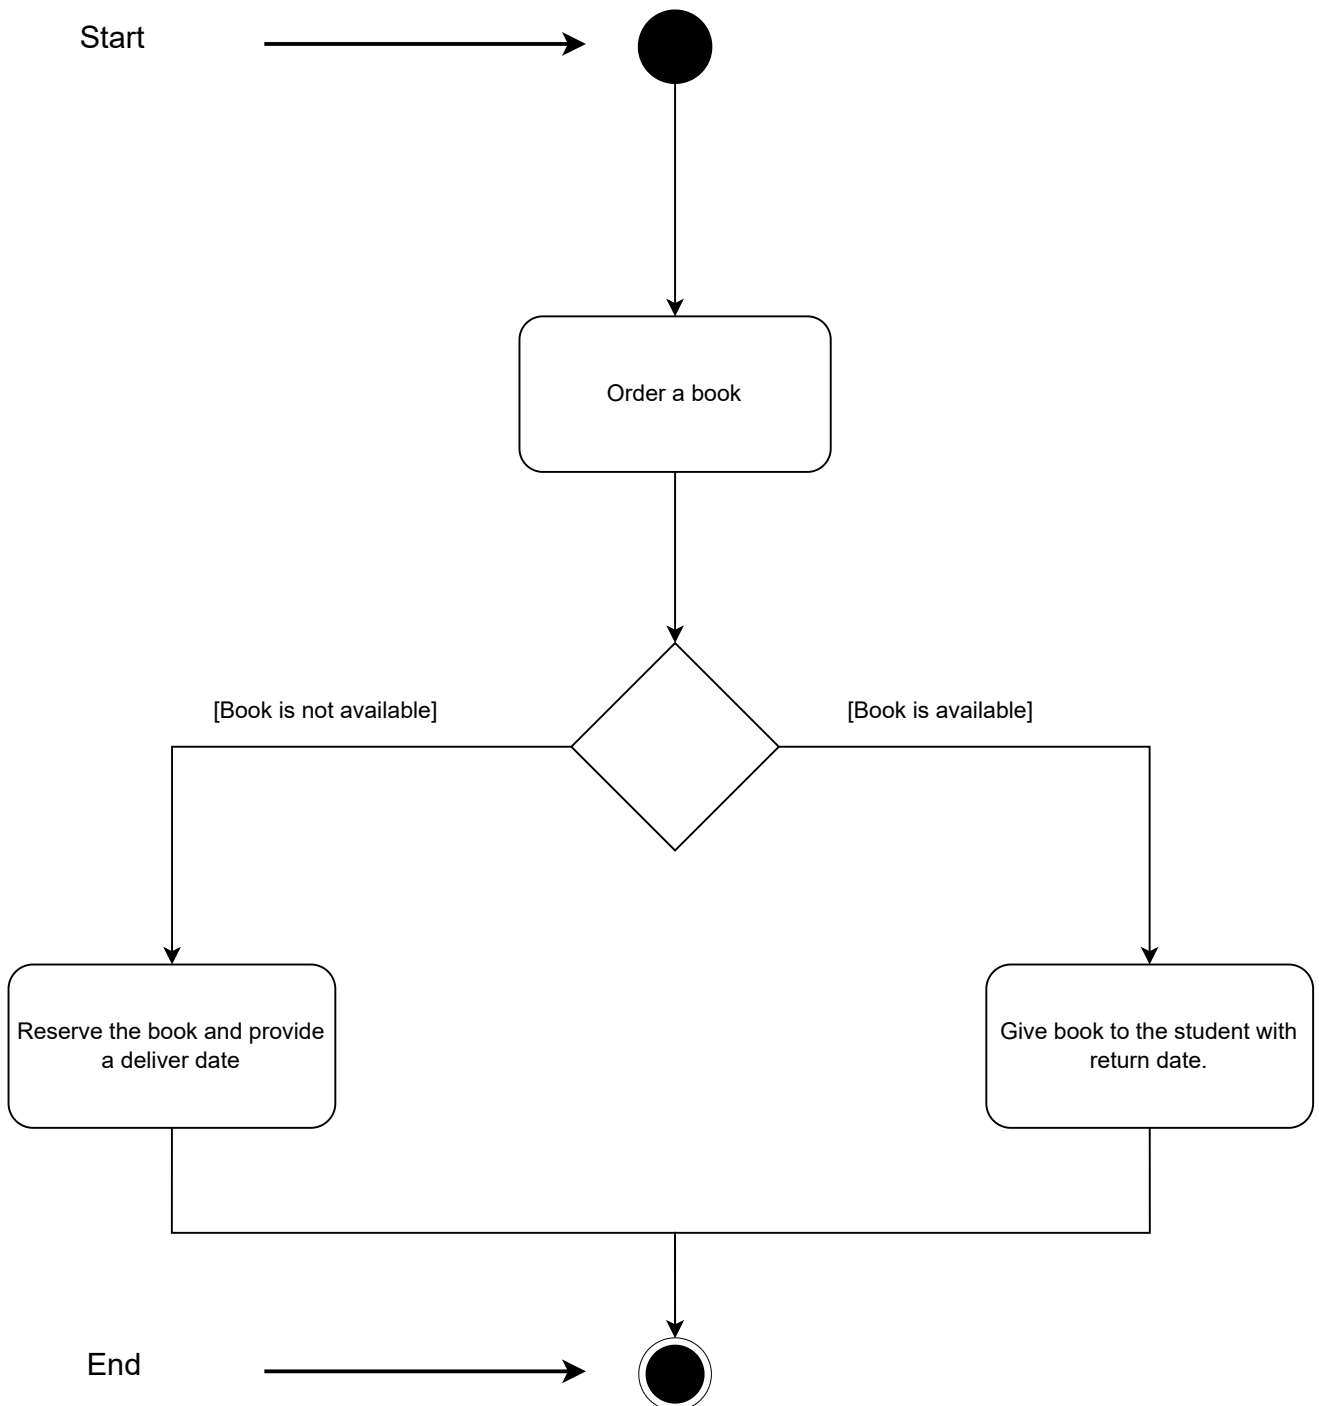 Start
Order a book
[Book is not available]
[Book is available]
Reserve the book and provide
a deliver date
Give book to the student with
return date.
End